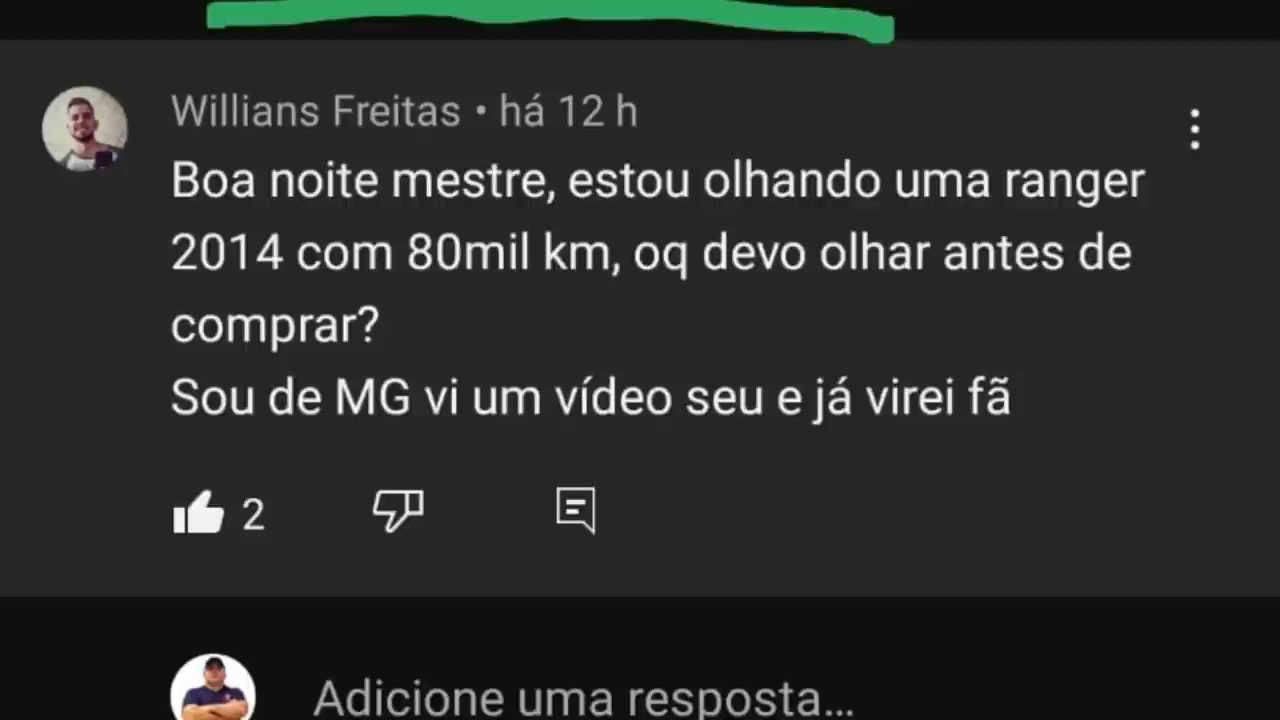 Willians Freitas • há 12 h
Boa noite mestre, estou olhando uma ranger
2014 com 80mil km, oq devo olhar antes de
comprar?
Sou de MG vi um vídeo seu e já virei fã
2
Adicione uma resposta...